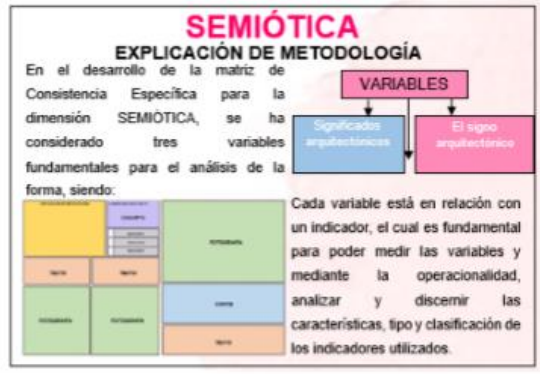 SEMIÓTICA
EXPLICACIÓN DE METODOLOGÍA
En el desarrollo de la matriz de
Consistencia Específica para la
dimensión SEMIÓTICA, se ha
considerado tres variables
fundamentales para el análisis de la
forma, siendo:
VARIABLES
Significados
arquitectónicos
El signo
arquitectónico
Cada variable está en relación con
un indicador, el cual es fundamental
para poder medir las variables y
mediante la operacionalidad,
analizar y discernir las
características, tipo y clasificación de
los indicadores utilizados.